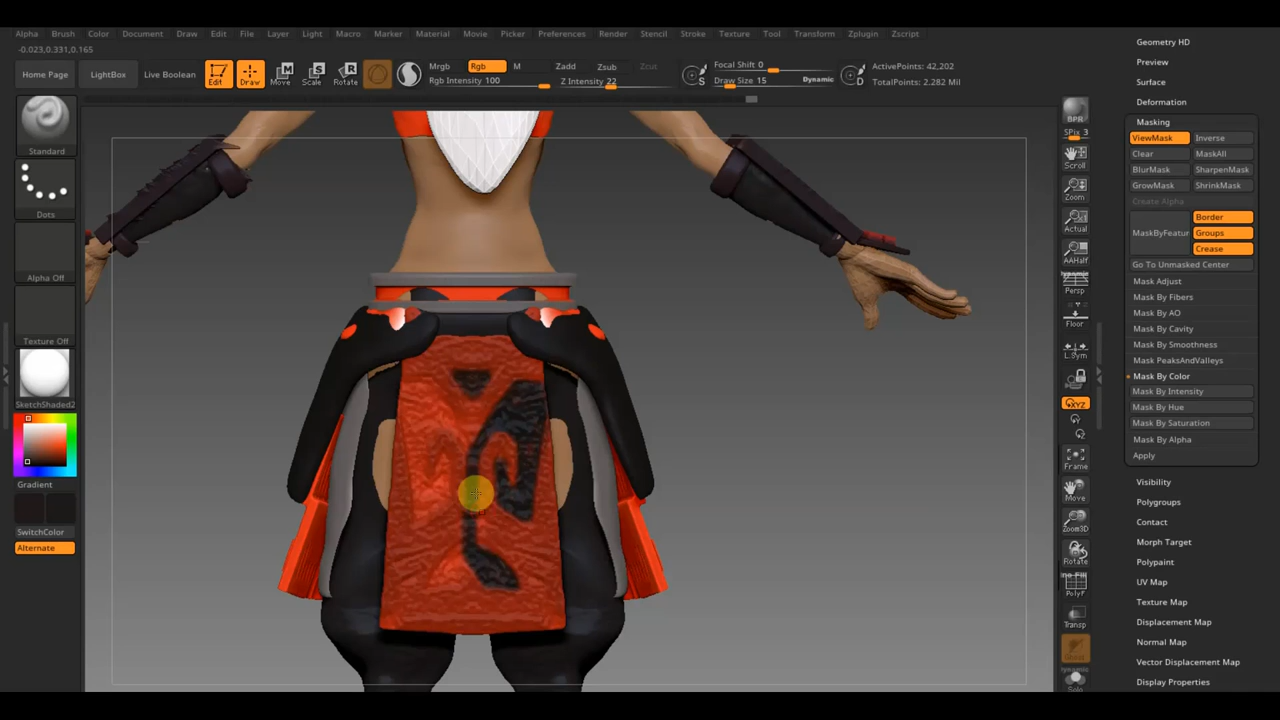 Alpha Brush Color Document Draw Edit File Layer Light Macro Marker Material Movie Picker Preferences Render Stencil Stroke Texture Tool Transform Zplugin Zscript
-0.023,0.331,0.165
Home Page LightBox Live Boolean Edit Draw Move Scale Rotate
Mrgb Rgb M Zadd Zsub Zcut
Rgb Intensity 100 Z Intensity 22
Focal Shift 0
Draw Size 15 Dynamic
ActivePoints: 42,202
TotalPoints: 2.282 Mil
Standard
Dots
Alpha Off
Texture Off
SketchShaded2
Gradient
SwitchColor
Alternate
BPR
SPix 3
Scroll
Zoom
Actual
AAHalf
Dynamic
Persp
Floor
L.Sym
XYZ
Frame
Move
Zoom3D
Rotate
PolyF
Transp
Ghost
Dynamic
Solo
Geometry HD
Preview
Surface
Deformation
Masking
ViewMask Inverse
Clear MaskAll
BlurMask SharpenMask
GrowMask ShrinkMask
Create Alpha
MaskByFeatur Border
Groups
Crease
Go To Unmasked Center
Mask Adjust
Mask By Fibers
Mask By AO
Mask By Cavity
Mask By Smoothness
Mask PeaksAndValleys
Mask By Color
Mask By Intensity
Mask By Hue
Mask By Saturation
Mask By Alpha
Apply
Visibility
Polygroups
Contact
Morph Target
Polypaint
UV Map
Texture Map
Displacement Map
Normal Map
Vector Displacement Map
Display Properties